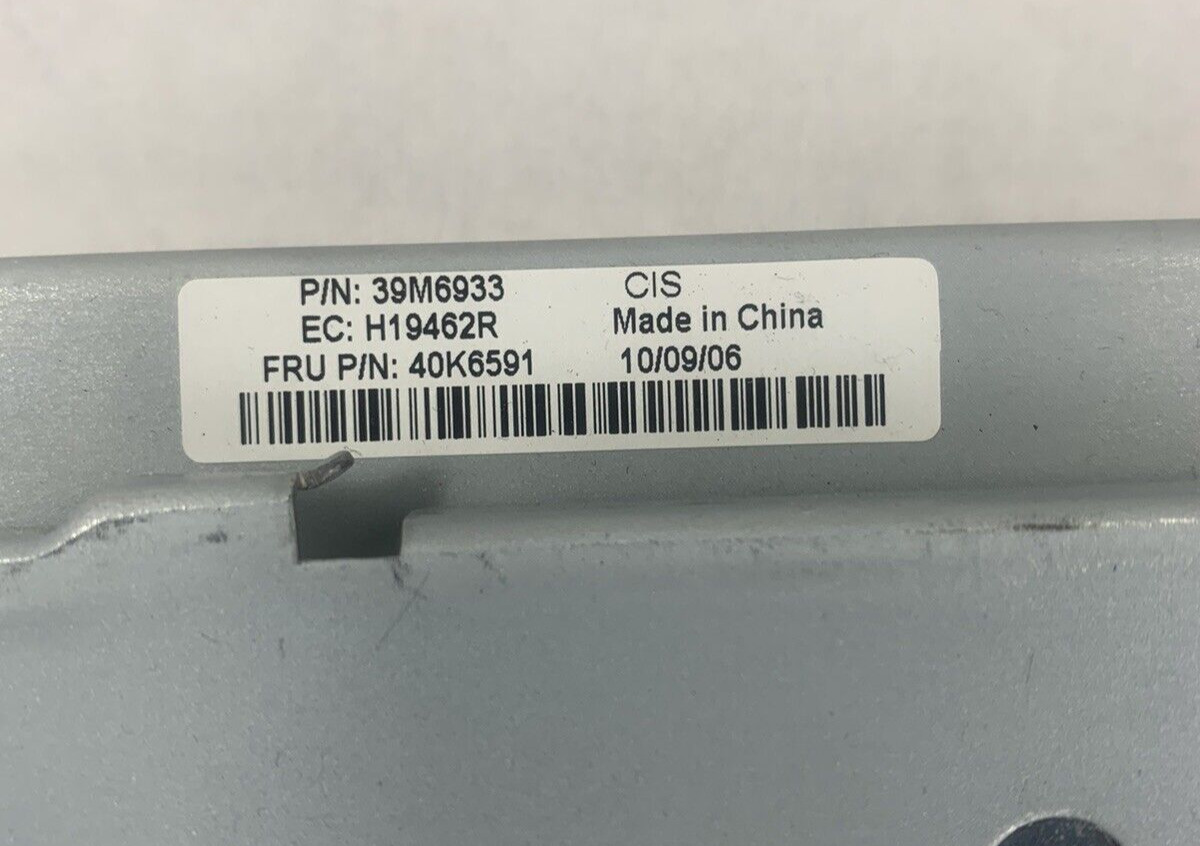 P/N: 39M6933 CIS
EC: H19462R Made in China
FRU P/N: 40K6591 10/09/06